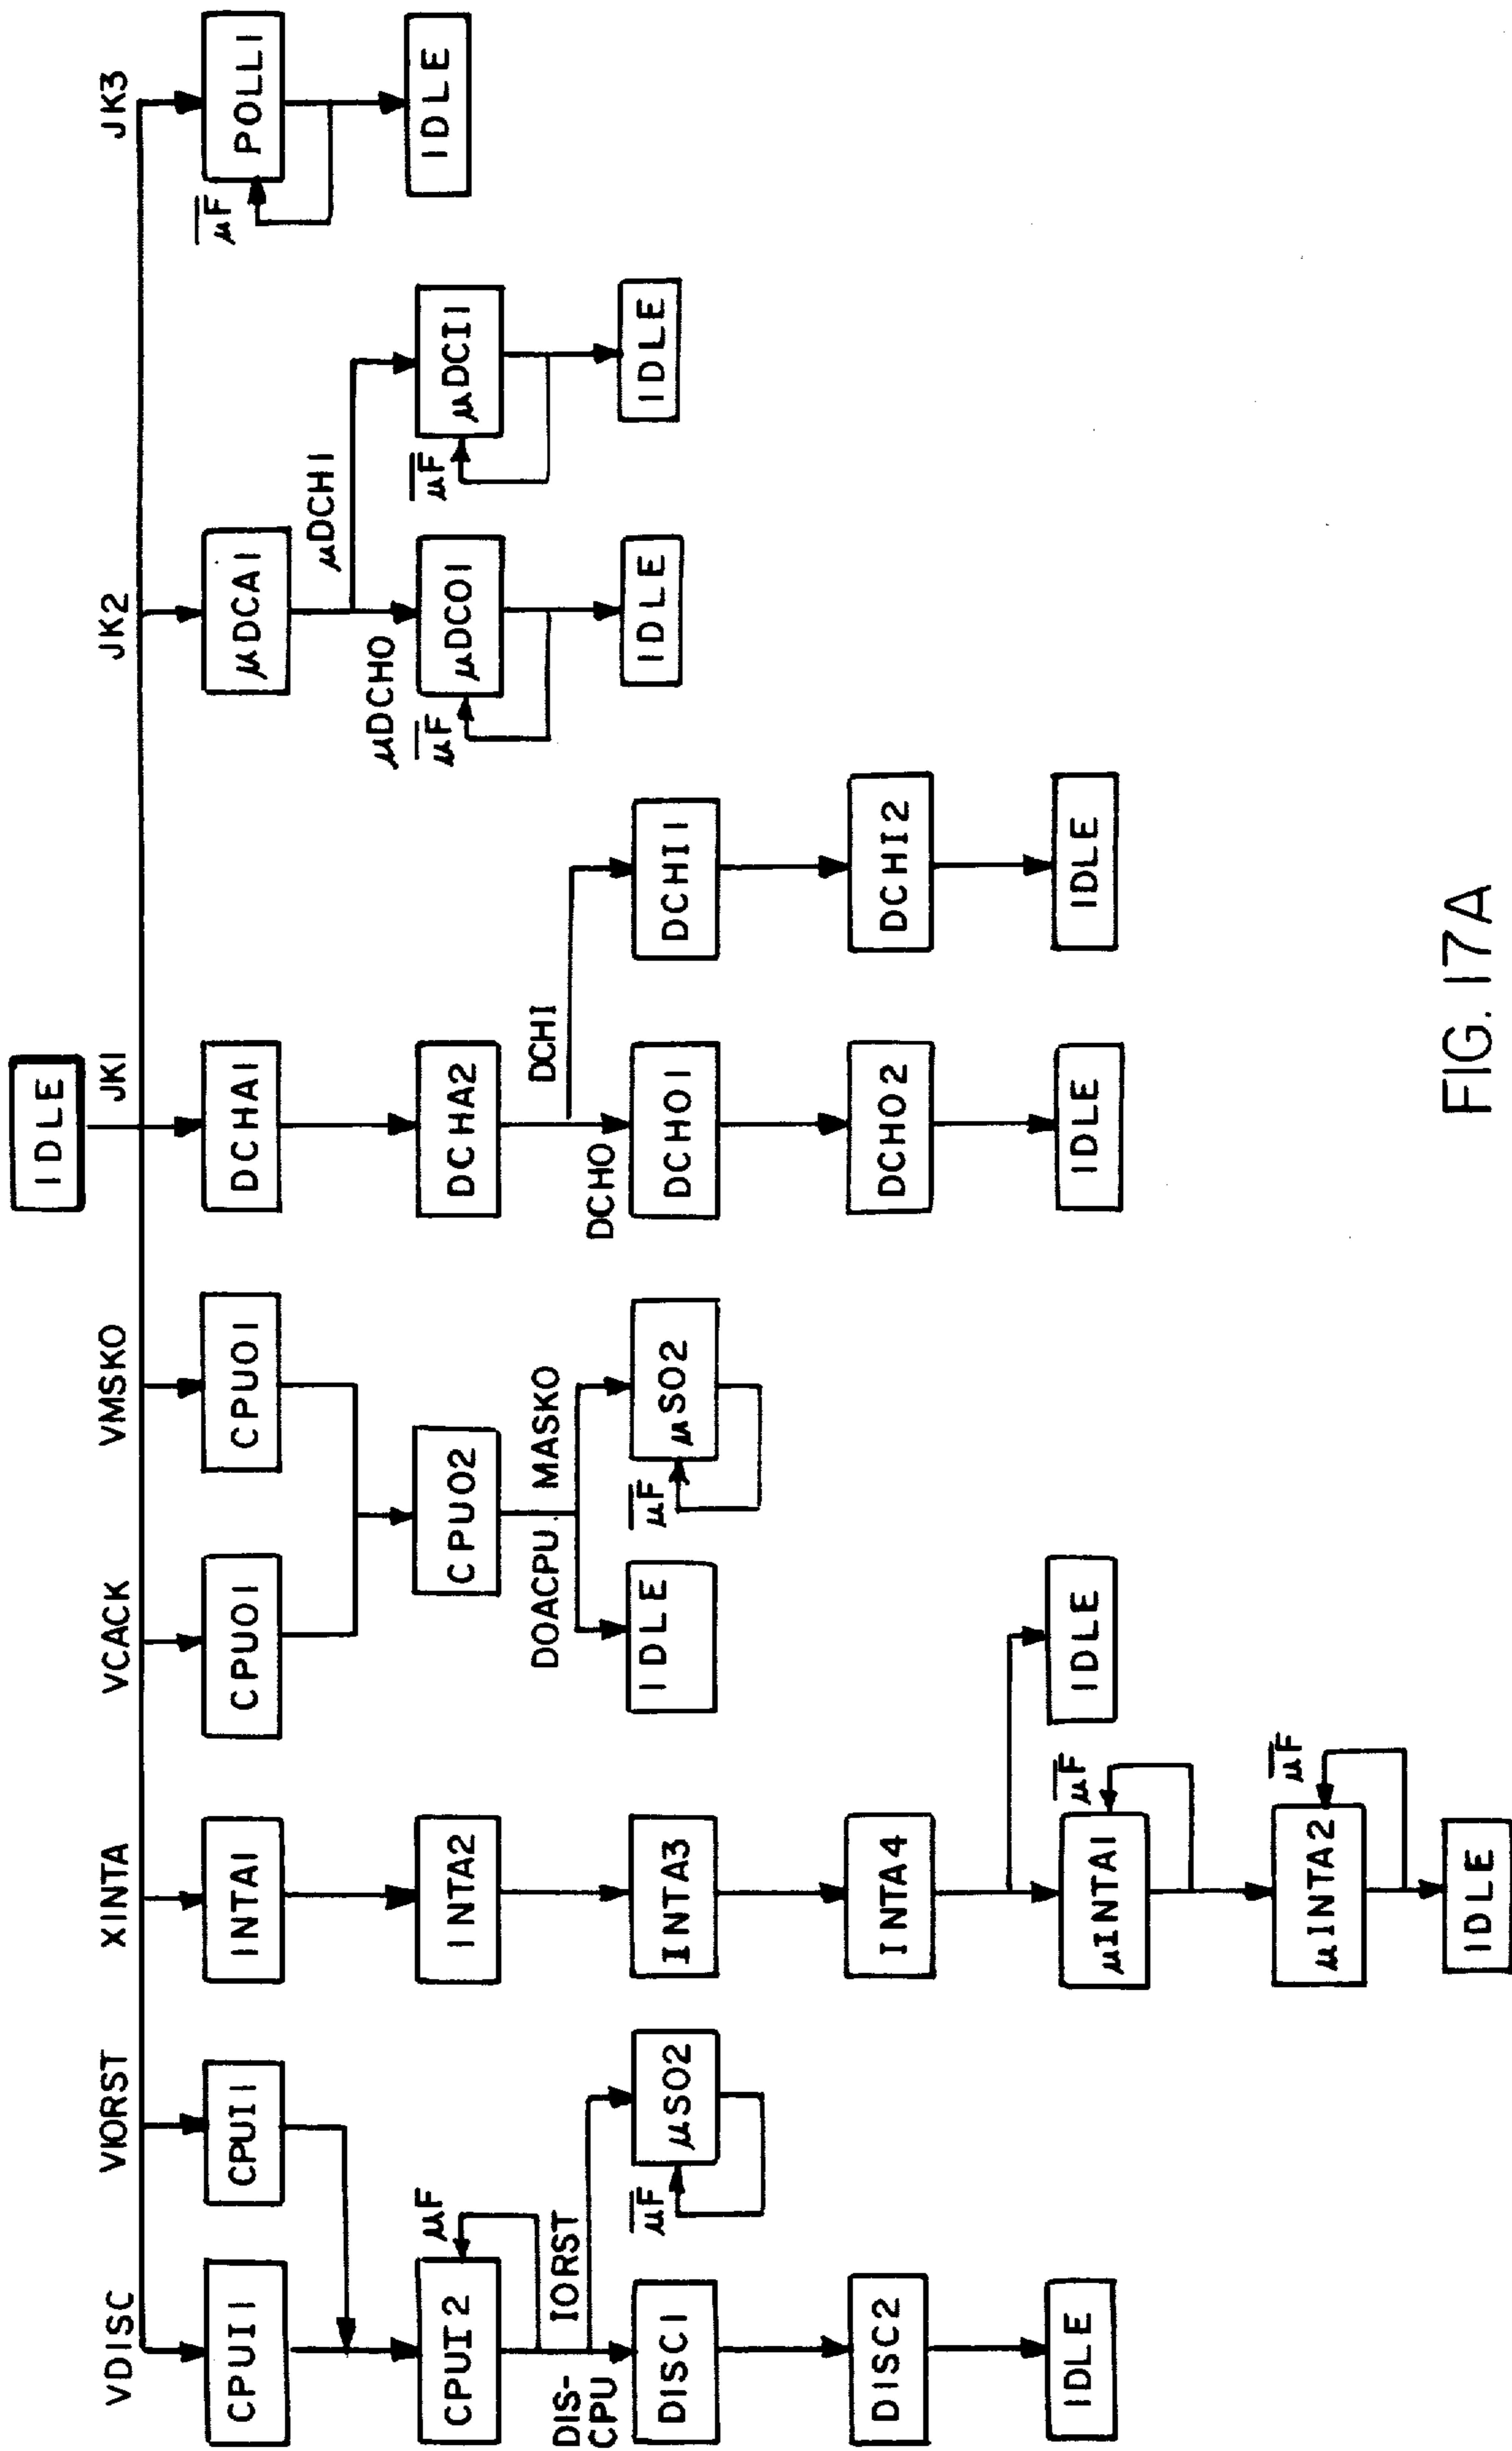 IDLE
VDISC VIORST XINTA VCACK VMSKO JK1 JK2 JK3
CPUI1 CPUI1 INTA1 CPUO1 CPUO1 DCHA1 μDCA1 POLL1
μF
μDCHI
CPUI2 μF INTA2 CPUO2 DCHA2 μDCHO μDCO1 μDCI1 IDLE
μF μF
DIS-
CPU IORST DOACPU MASKO DCHO DCHI
DISC1 μSO2 INTA3 IDLE μSO2 DCHO1 DCHI1 IDLE IDLE
μF μF
DISC2 INTA4 DCHO2 DCHI2
IDLE μINTA1 IDLE IDLE IDLE
μF
μINTA2
μF
IDLE
FIG. 17A